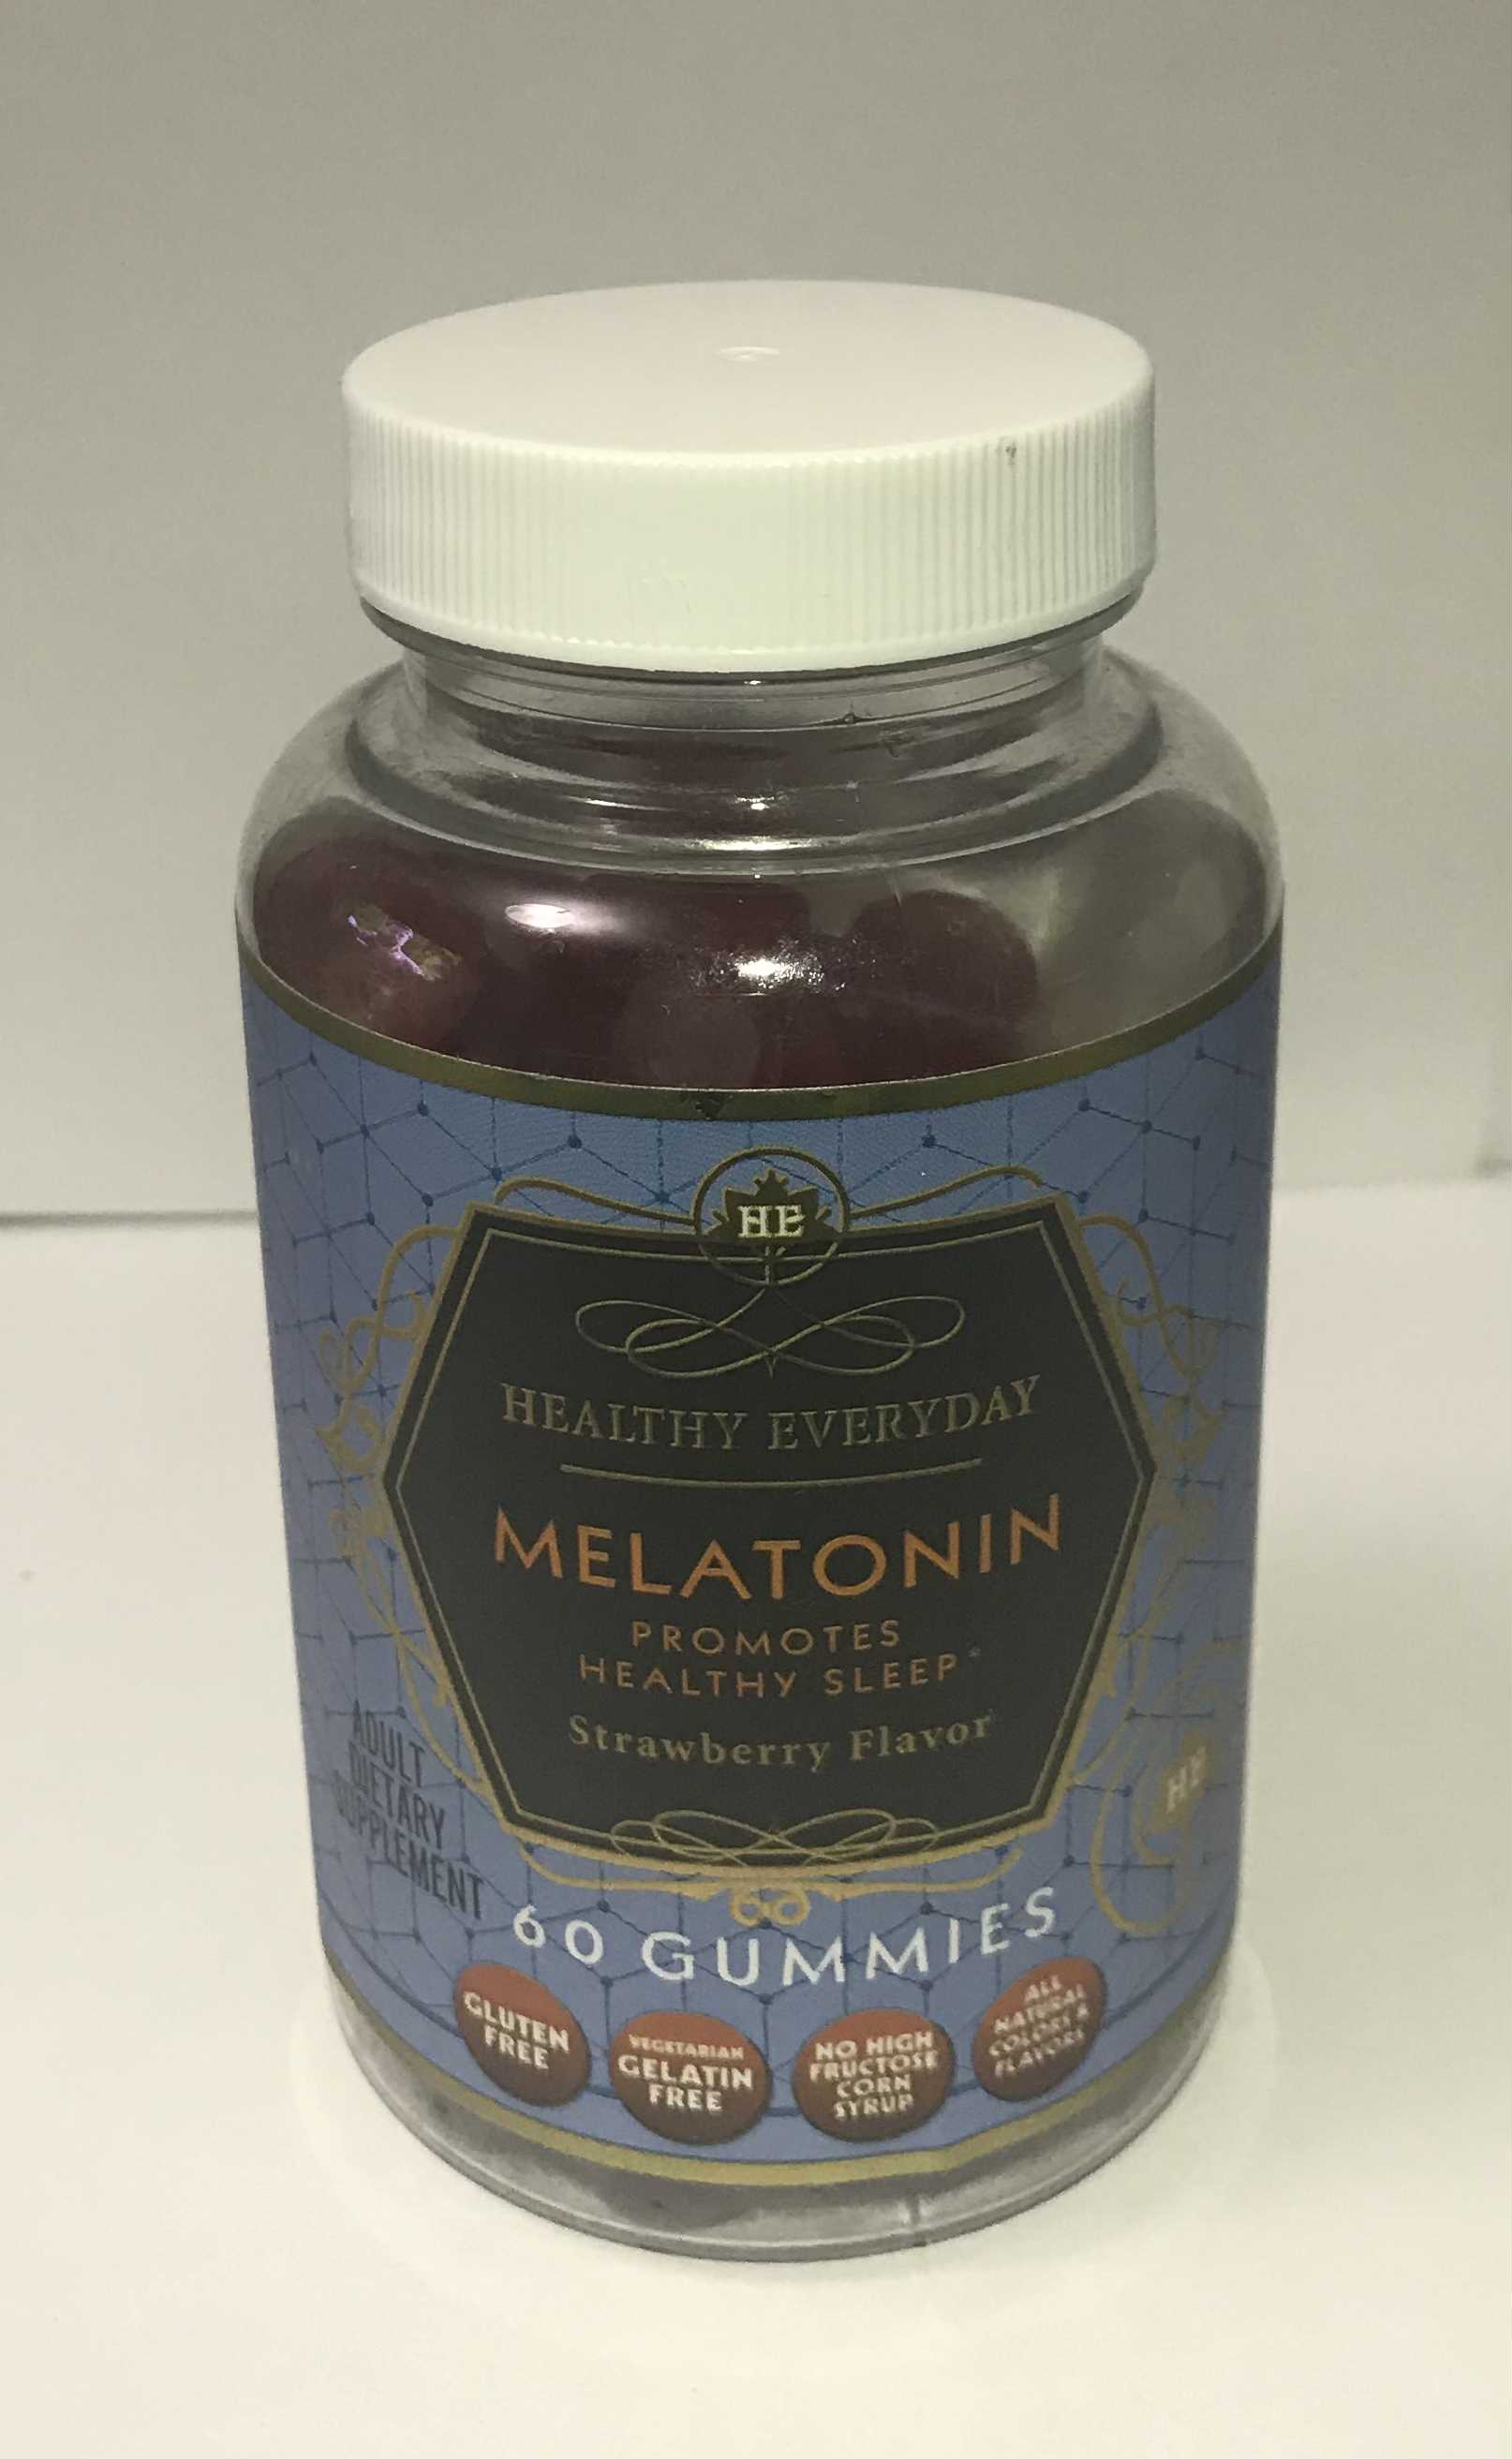 HE
HEALTHY EVERYDAY
MELATONIN
PROMOTES
HEALTHY SLEEP*
Strawberry Flavor
ADULT
DIETARY
SUPPLEMENT
HE
60 GUMMIES
GLUTEN
FREE
VEGETARIAN
GELATIN
FREE
NO HIGH
FRUCTOSE
CORN
SYRUP
ALL
NATURAL
COLORS &
FLAVORS